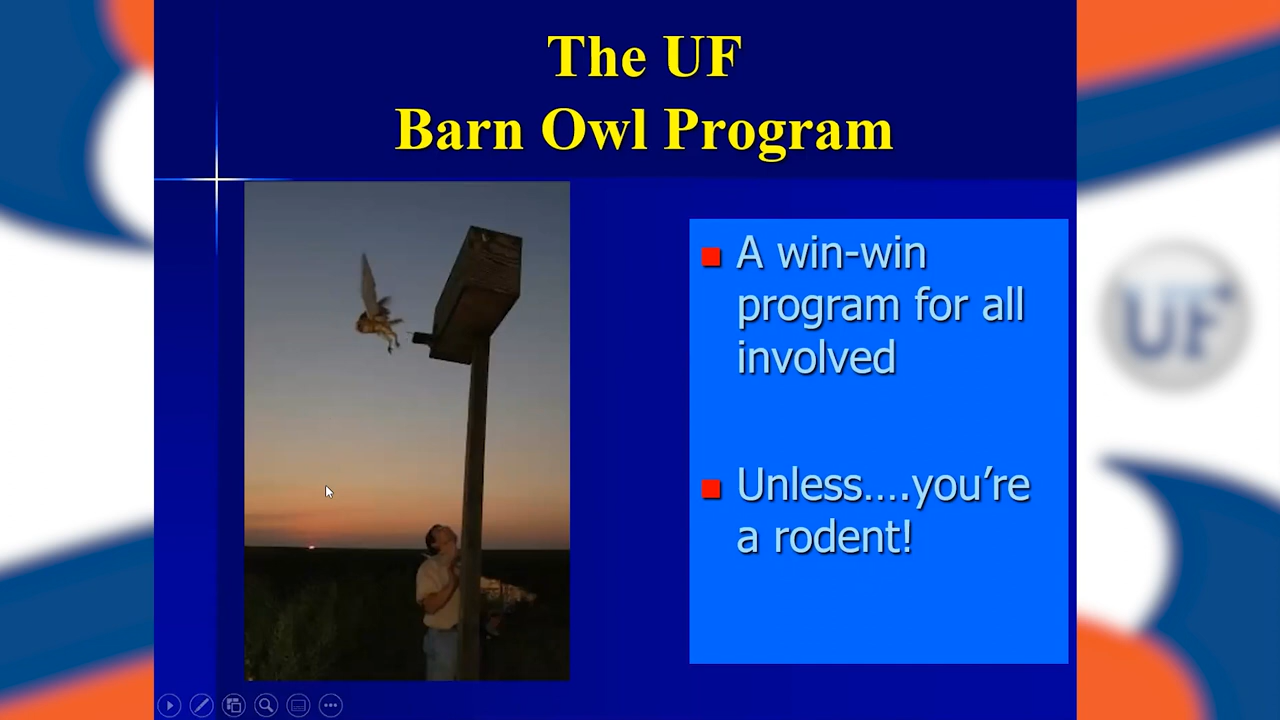 The UF
Barn Owl Program
A win-win
program for all
involved
Unless….you’re
a rodent!
UF